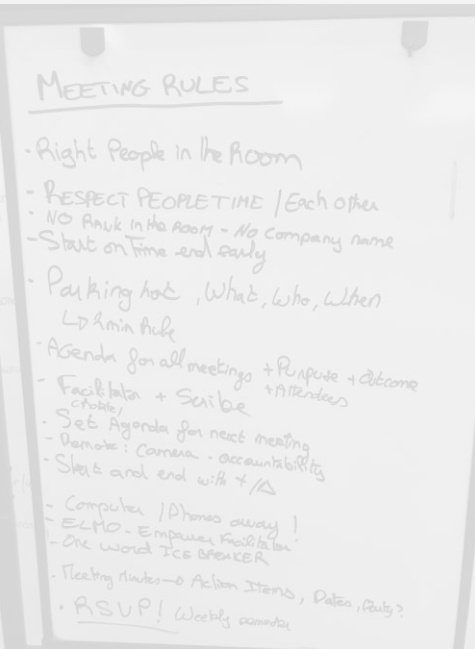 MEETING RULES
- Right People in the Room
- RESPECT PEOPLE TIME / Each other
- NO RANK IN THE ROOM - NO Company name
- Start on Time end early
- Parking Lot, What, Who, When
2 min Rule
- Agenda for all meetings + Purpose + Outcome
+ Attendees
- Facilitator + Scribe
- Set Agenda for next meeting
- Remote: Camera - accountability
- Start and end with + / Δ
- Computer / Phones away!
- ELMO - Empower Facilitator
- One Word ICE BREAKER
- Meeting Minutes → Action Items, Dates,
- RSVP! Weekly reminder